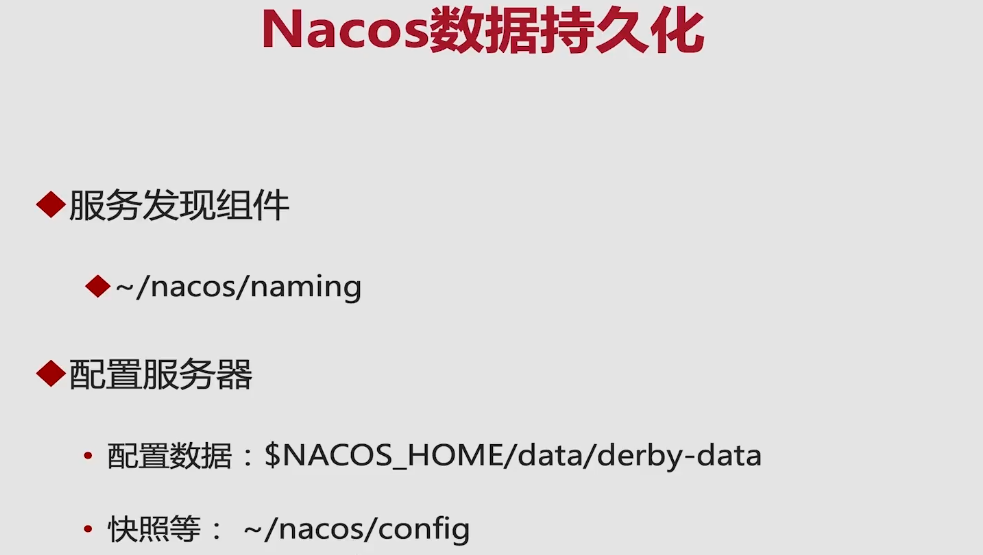 Nacos数据持久化
服务发现组件
~/nacos/naming
配置服务器
配置数据：$NACOS_HOME/data/derby-data
快照等： ~/nacos/config